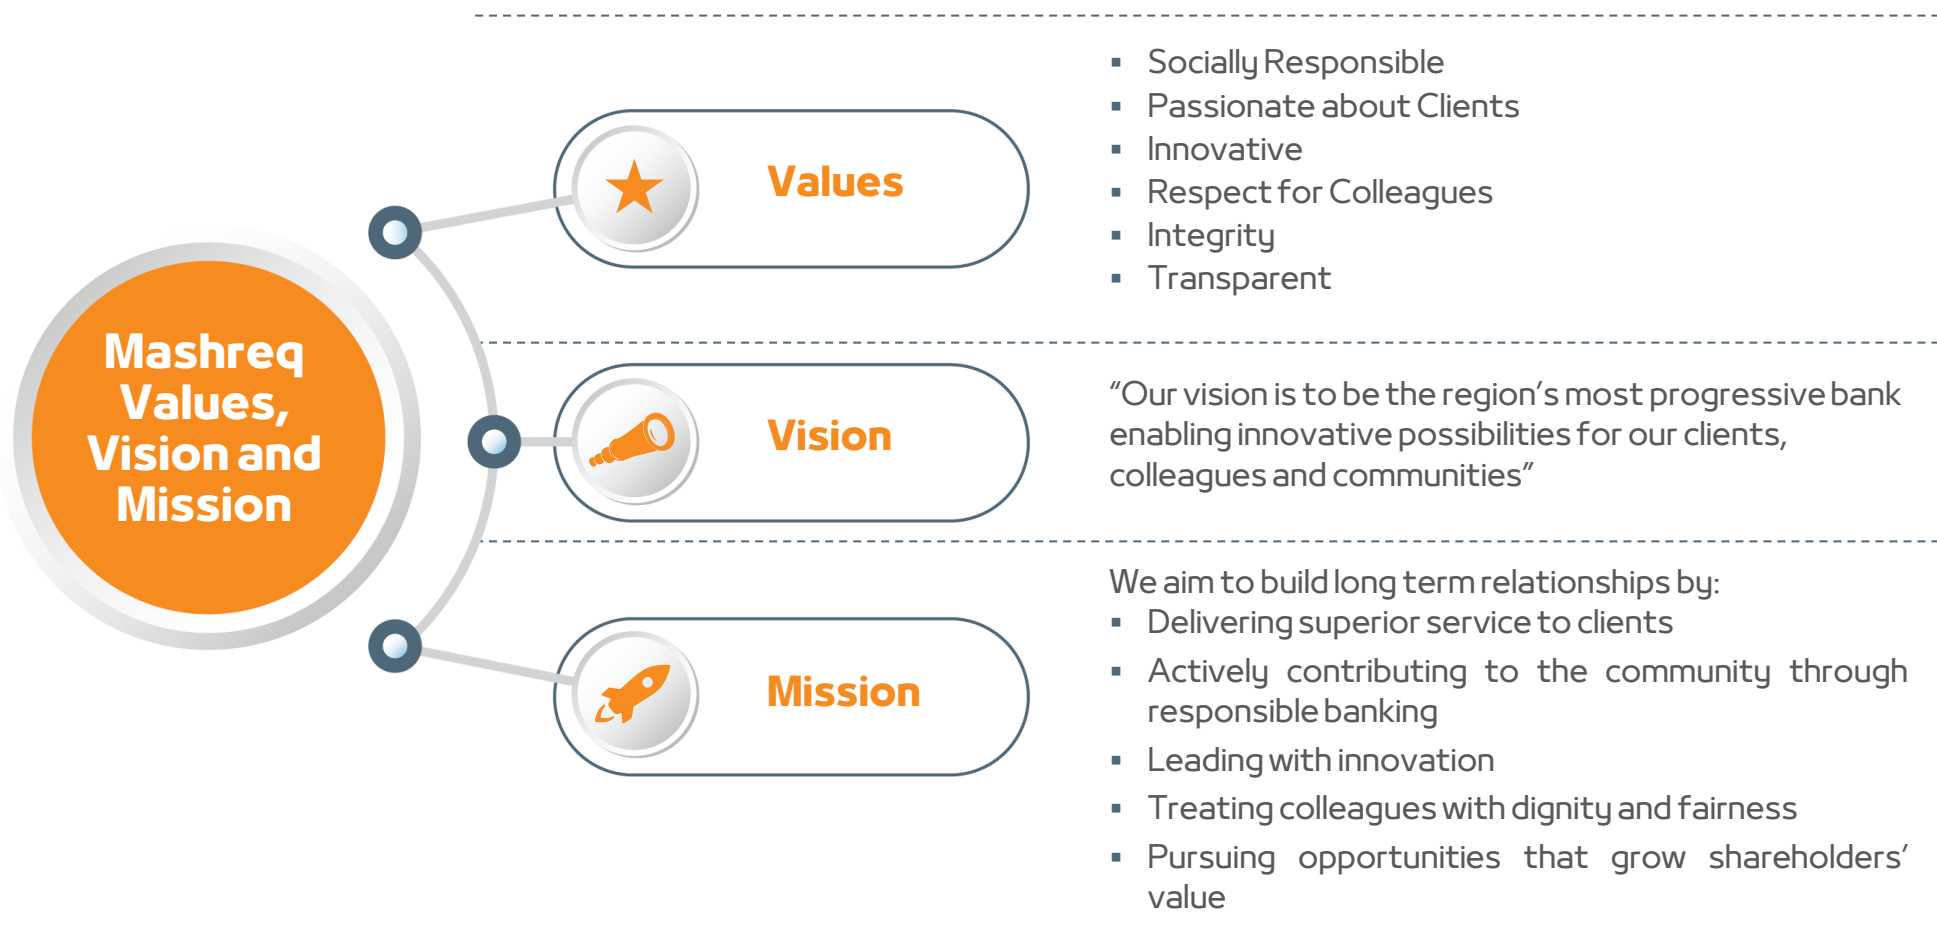 Mashreq
Values,
Vision and
Mission
Values
▪ Socially Responsible
▪ Passionate about Clients
▪ Innovative
▪ Respect for Colleagues
▪ Integrity
▪ Transparent
Vision
“Our vision is to be the region’s most progressive bank
enabling innovative possibilities for our clients,
colleagues and communities”
Mission
We aim to build long term relationships by:
▪ Delivering superior service to clients
▪ Actively contributing to the community through
responsible banking
▪ Leading with innovation
▪ Treating colleagues with dignity and fairness
▪ Pursuing opportunities that grow shareholders’
value